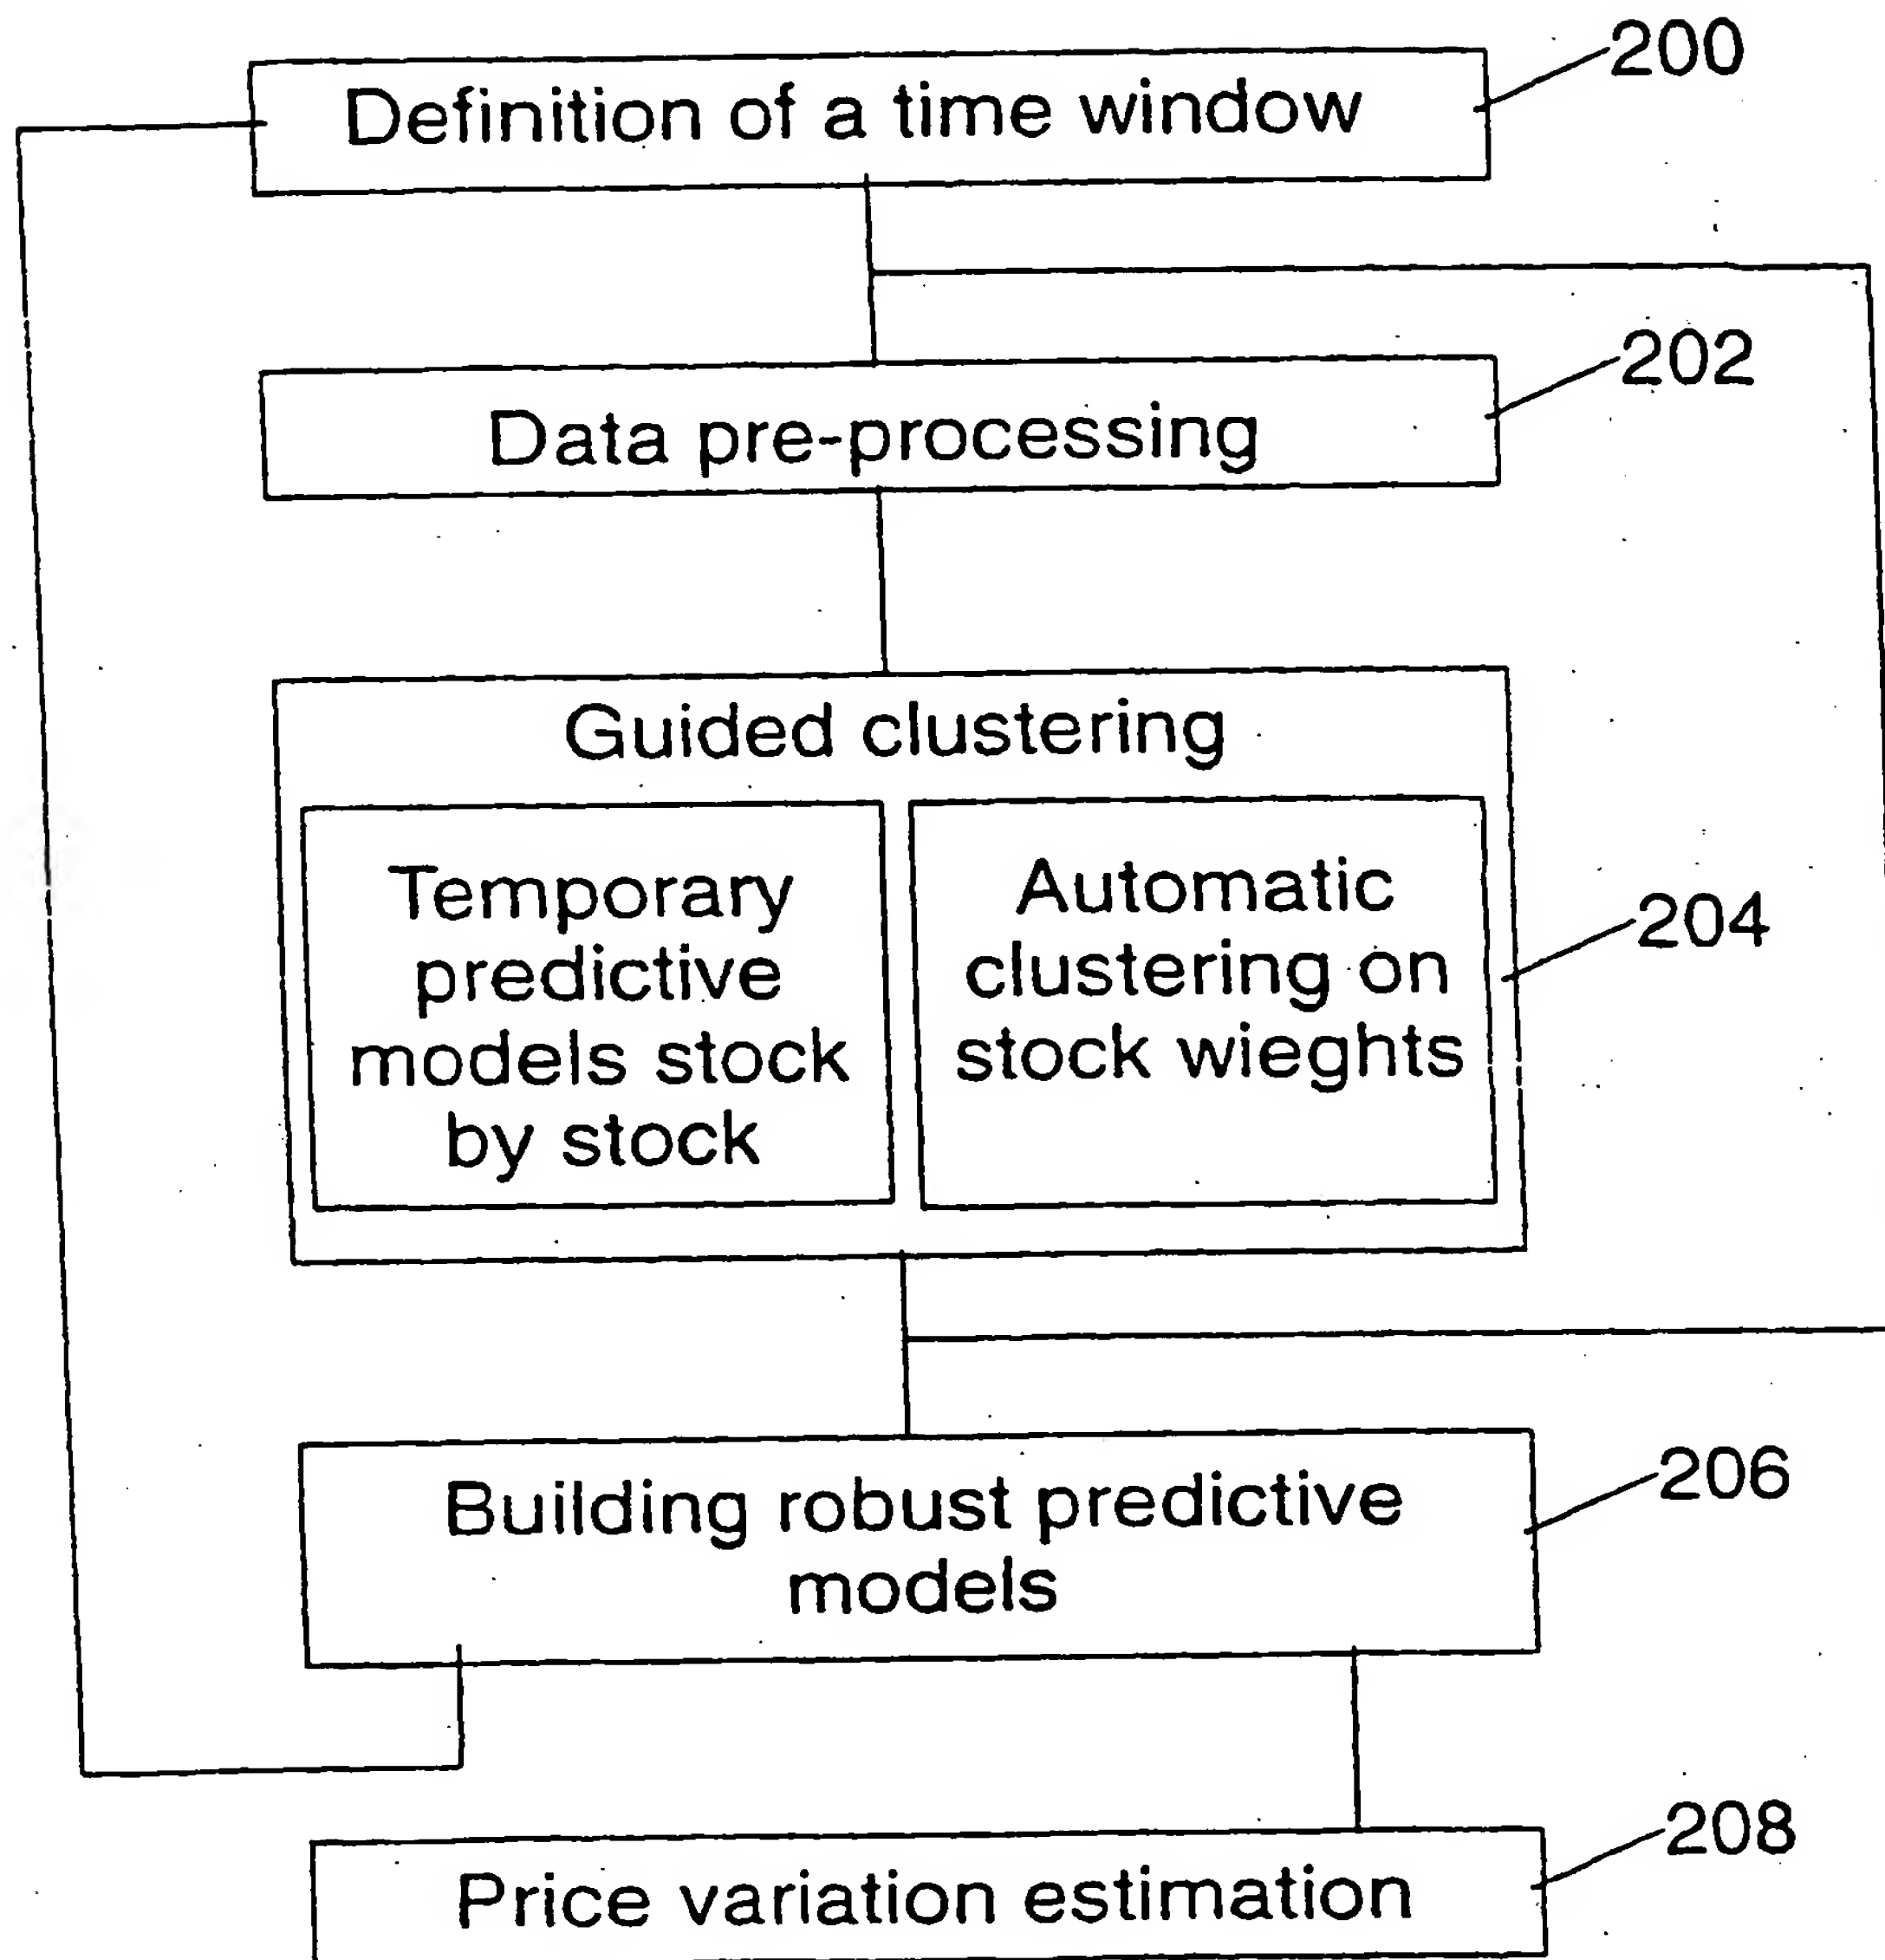 Definition of a time window
200
Data pre-processing
202
Guided clustering
Temporary
predictive
models stock
by stock
Automatic
clustering on
stock wieghts
204
Building robust predictive
models
206
Price variation estimation
208